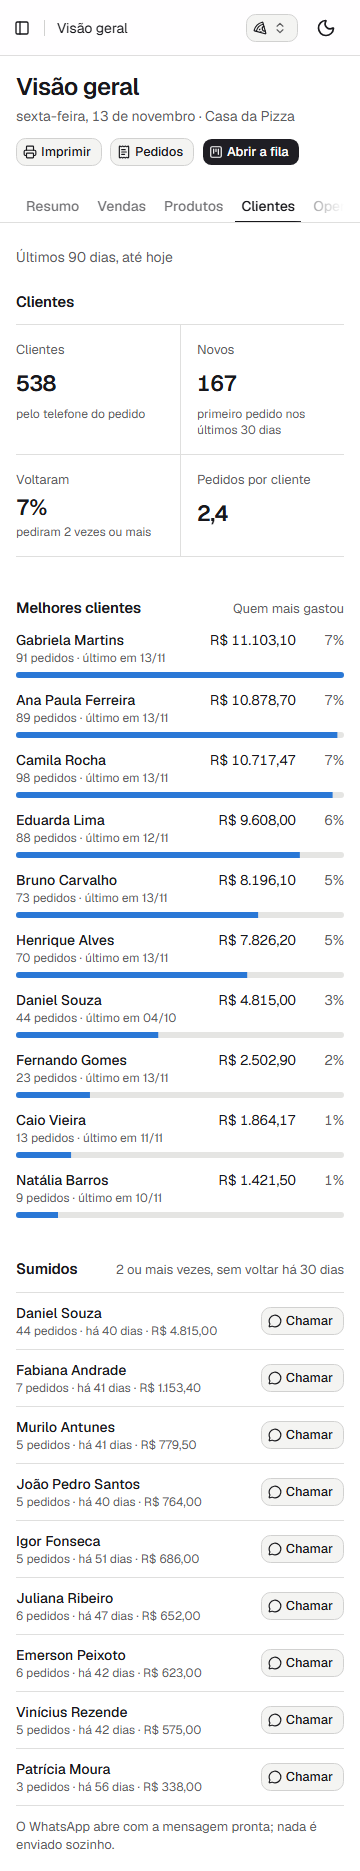 Visão geral
Visão geral
sexta-feira, 13 de novembro · Casa da Pizza
Imprimir
Pedidos
Abrir a fila
Resumo
Vendas
Produtos
Clientes
Ope
Últimos 90 dias, até hoje
Clientes
Clientes
538
pelo telefone do pedido
Novos
167
primeiro pedido nos
últimos 30 dias
Voltaram
7%
pediram 2 vezes ou mais
Pedidos por cliente
2,4
Melhores clientes
Quem mais gastou
Gabriela Martins R$ 11.103,10 7%
91 pedidos · último em 13/11
Ana Paula Ferreira R$ 10.878,70 7%
89 pedidos · último em 13/11
Camila Rocha R$ 10.717,47 7%
98 pedidos · último em 13/11
Eduarda Lima R$ 9.608,00 6%
88 pedidos · último em 12/11
Bruno Carvalho R$ 8.196,10 5%
73 pedidos · último em 13/11
Henrique Alves R$ 7.826,20 5%
70 pedidos · último em 13/11
Daniel Souza R$ 4.815,00 3%
44 pedidos · último em 04/10
Fernando Gomes R$ 2.502,90 2%
23 pedidos · último em 13/11
Caio Vieira R$ 1.864,17 1%
13 pedidos · último em 11/11
Natália Barros R$ 1.421,50 1%
9 pedidos · último em 10/11
Sumidos
2 ou mais vezes, sem voltar há 30 dias
Daniel Souza
44 pedidos · há 40 dias · R$ 4.815,00
Chamar
Fabiana Andrade
7 pedidos · há 41 dias · R$ 1.153,40
Chamar
Murilo Antunes
5 pedidos · há 41 dias · R$ 779,50
Chamar
João Pedro Santos
5 pedidos · há 40 dias · R$ 764,00
Chamar
Igor Fonseca
5 pedidos · há 51 dias · R$ 686,00
Chamar
Juliana Ribeiro
6 pedidos · há 47 dias · R$ 652,00
Chamar
Emerson Peixoto
6 pedidos · há 42 dias · R$ 623,00
Chamar
Vinícius Rezende
5 pedidos · há 42 dias · R$ 575,00
Chamar
Patrícia Moura
3 pedidos · há 56 dias · R$ 338,00
Chamar
O WhatsApp abre com a mensagem pronta; nada é
enviado sozinho.